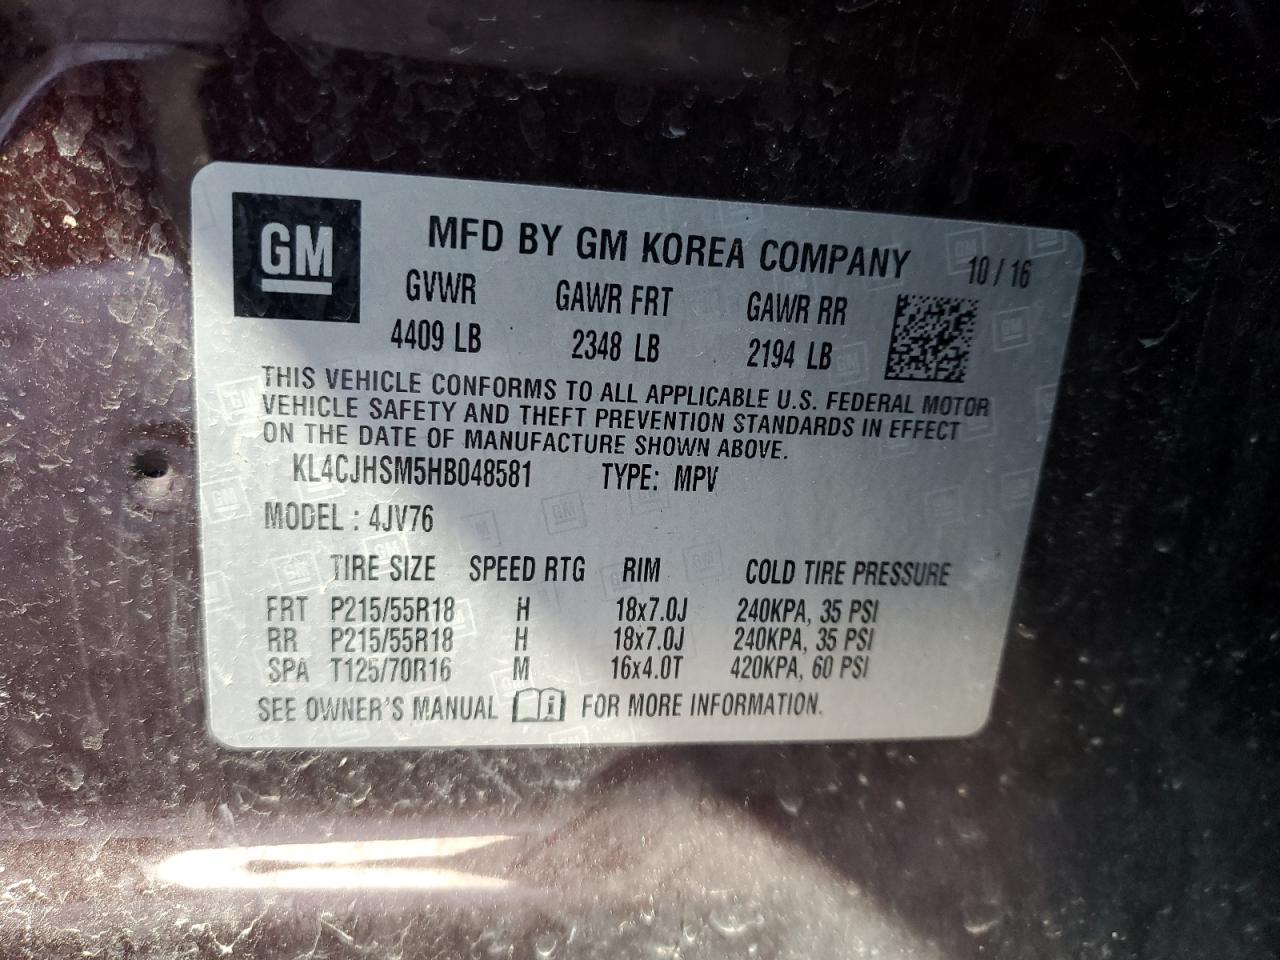 GM
MFD BY GM KOREA COMPANY 10 / 16
GVWR GAWR FRT GAWR RR
4409 LB 2348 LB 2194 LB
THIS VEHICLE CONFORMS TO ALL APPLICABLE U.S. FEDERAL MOTOR
VEHICLE SAFETY AND THEFT PREVENTION STANDARDS IN EFFECT
ON THE DATE OF MANUFACTURE SHOWN ABOVE.
KL4CJHSM5HB048581 TYPE: MPV
MODEL : 4JV76
TIRE SIZE SPEED RTG RIM COLD TIRE PRESSURE
FRT P215/55R18 H 18x7.0J 240KPA, 35 PSI
RR P215/55R18 H 18x7.0J 240KPA, 35 PSI
SPA T125/70R16 M 16x4.0T 420KPA, 60 PSI
SEE OWNER'S MANUAL i FOR MORE INFORMATION.